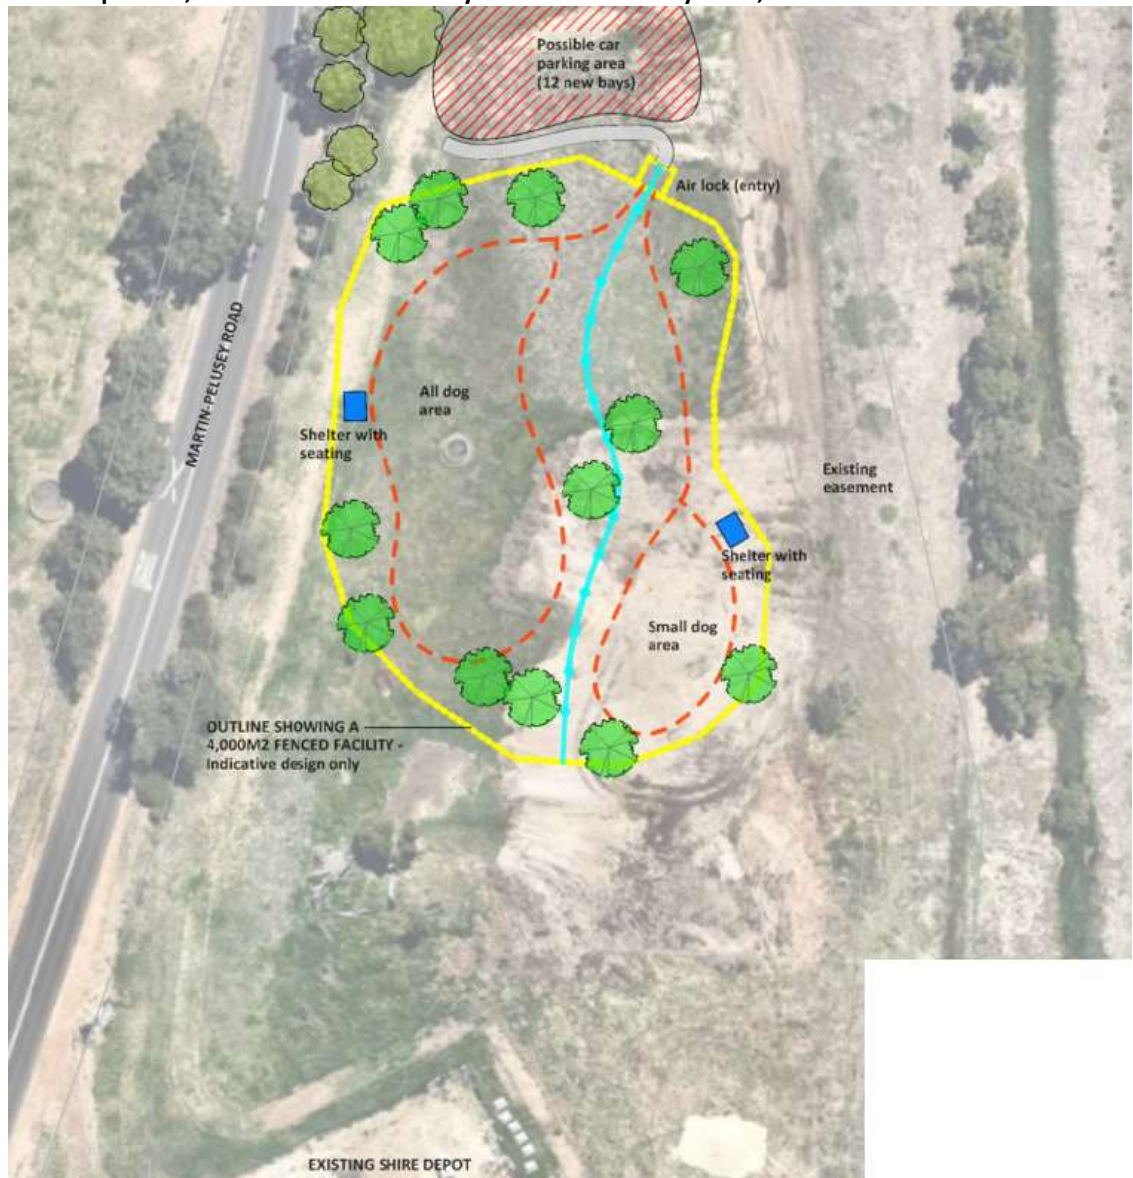 Possible car
parking area
(12 new bays)
Air lock (entry)
MARTIN-PELUSEY ROAD
All dog
area
Shelter with
seating
Existing
easement
Shelter with
seating
Small dog
area
OUTLINE SHOWING A
4,000M2 FENCED FACILITY -
Indicative design only
EXISTING SHIRE DEPOT